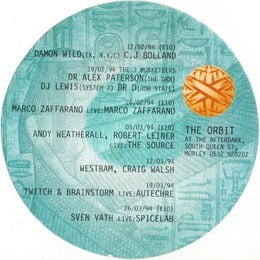 12/02/94 (£10)
DAMON WILD(EX. N.Y.C) C.J BOLLAND
19/02/94 THE 3 MUSKETEERS
DR ALEX PATERSON(THE ORB)
DJ LEWIS(SYSTEM 7) DR D(808 STATE)
26/02/94 (£10)
MARCO ZAFFARANO LIVE:MARCO ZAFFARANO
05/03/94 (£10)
ANDY WEATHERALL, ROBERT LEINER
LIVE:THE SOURCE
12/03/94
WESTBAM, CRAIG WALSH
19/03/94
TWITCH & BRAINSTORM LIVE:AUTECHRE
26/03/94 (£10)
SVEN VATH LIVE:SPICELAB
THE ORBIT
AT THE AFTERDARK,
SOUTH QUEEN ST,
MORLEY 0532 528202